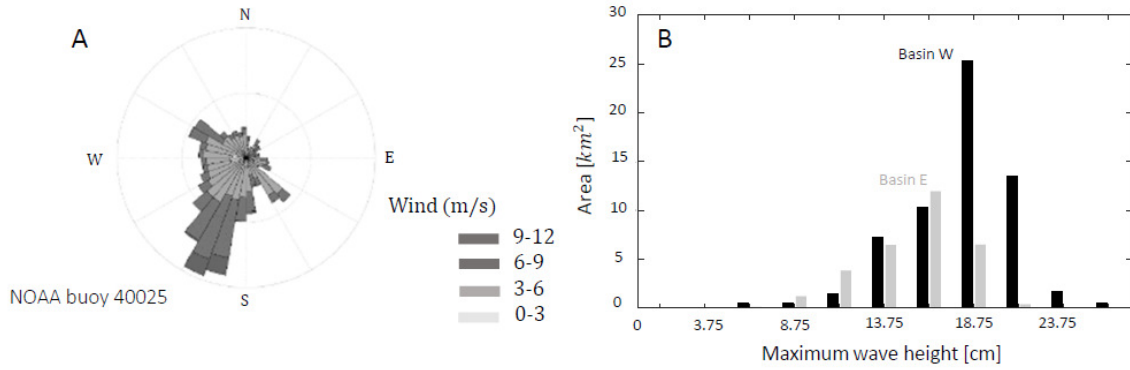 A
N
W
E
S
NOAA buoy 40025
Wind (m/s)
9-12
6-9
3-6
0-3
B
Basin W
Basin E
Area [km²]
30
25
20
15
10
5
0
0 3.75 8.75 13.75 18.75 23.75
Maximum wave height [cm]